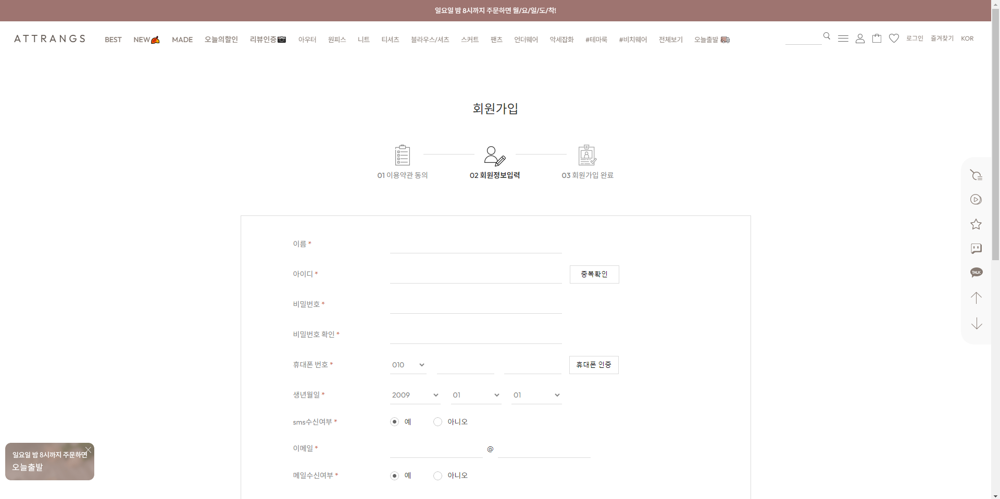 일요일 밤 8시까지 주문하면 월/요/일/도/착!
ATTRANGS BEST NEW MADE 오늘의할인 리뷰인증 아우터 원피스 니트 티셔츠 블라우스/셔츠 스커트 팬츠 언더웨어 악세잡화 #테마룩 #비치웨어 전체보기 오늘출발 로그인 즐겨찾기 KOR
회원가입
01 이용약관 동의 02 회원정보입력 03 회원가입 완료
이름 *
아이디 * 중복확인
비밀번호 *
비밀번호 확인 *
휴대폰 번호 * 010 휴대폰 인증
생년월일 * 2009 01 01
sms수신여부 * 예 아니오
이메일 * @
메일수신여부 * 예 아니오
TALK
일요일 밤 8시까지 주문하면
오늘출발